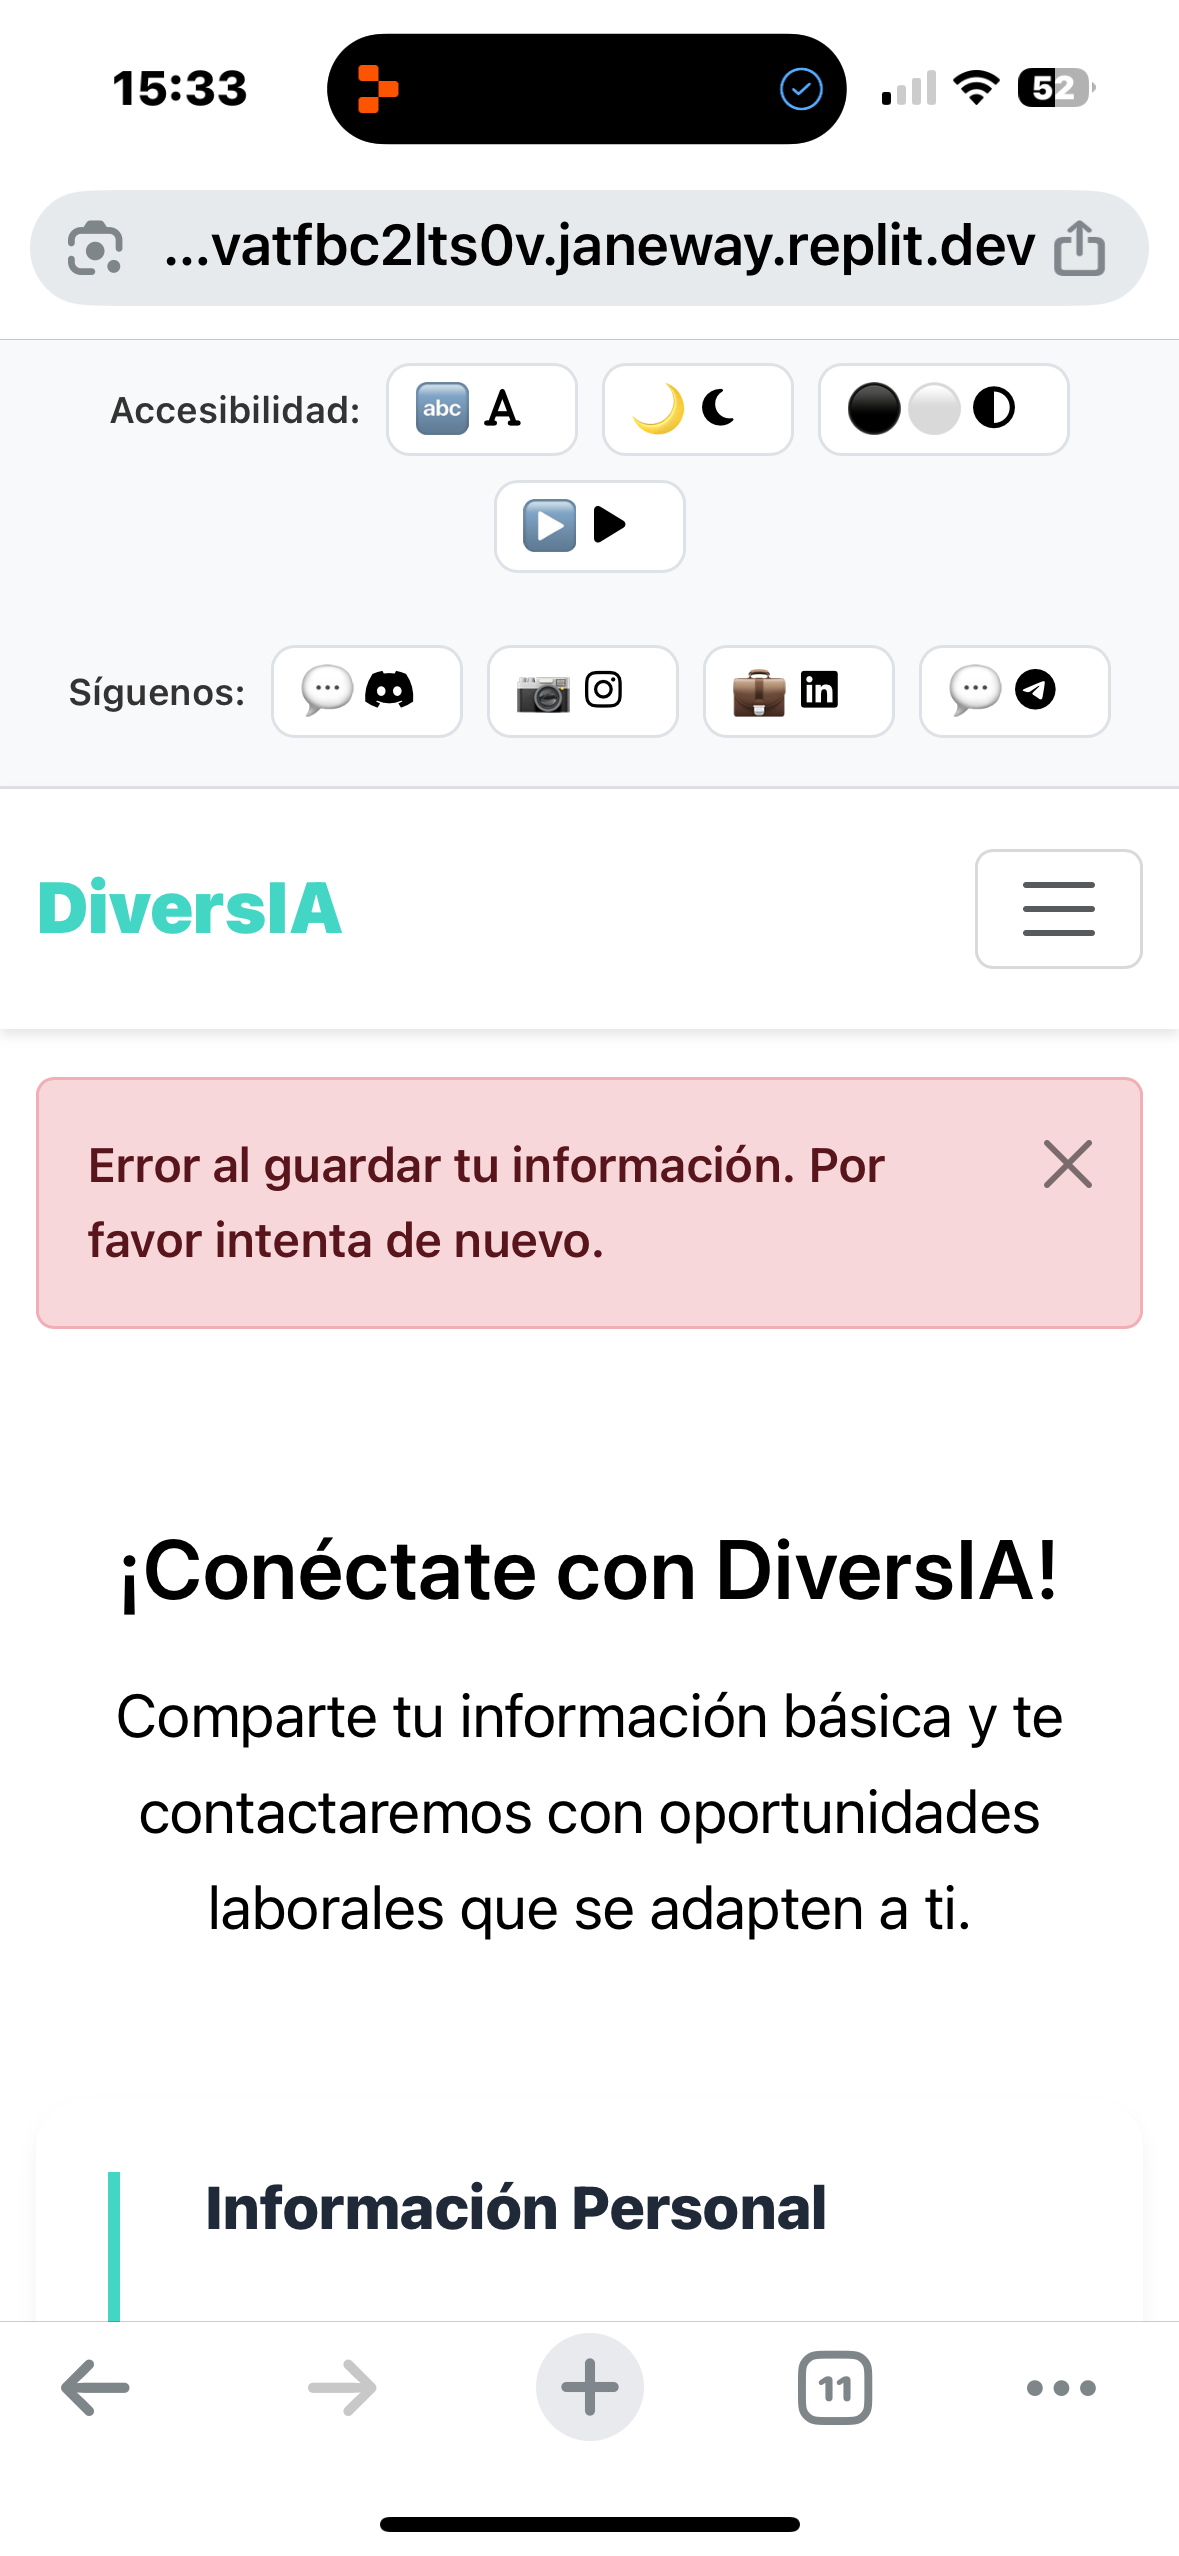 15:33
52
...vatfbc2lts0v.janeway.replit.dev
Accesibilidad: abc A
Síguenos: in
DiversIA
Error al guardar tu información. Por
favor intenta de nuevo.
¡Conéctate con DiversIA!
Comparte tu información básica y te
contactaremos con oportunidades
laborales que se adapten a ti.
Información Personal
11